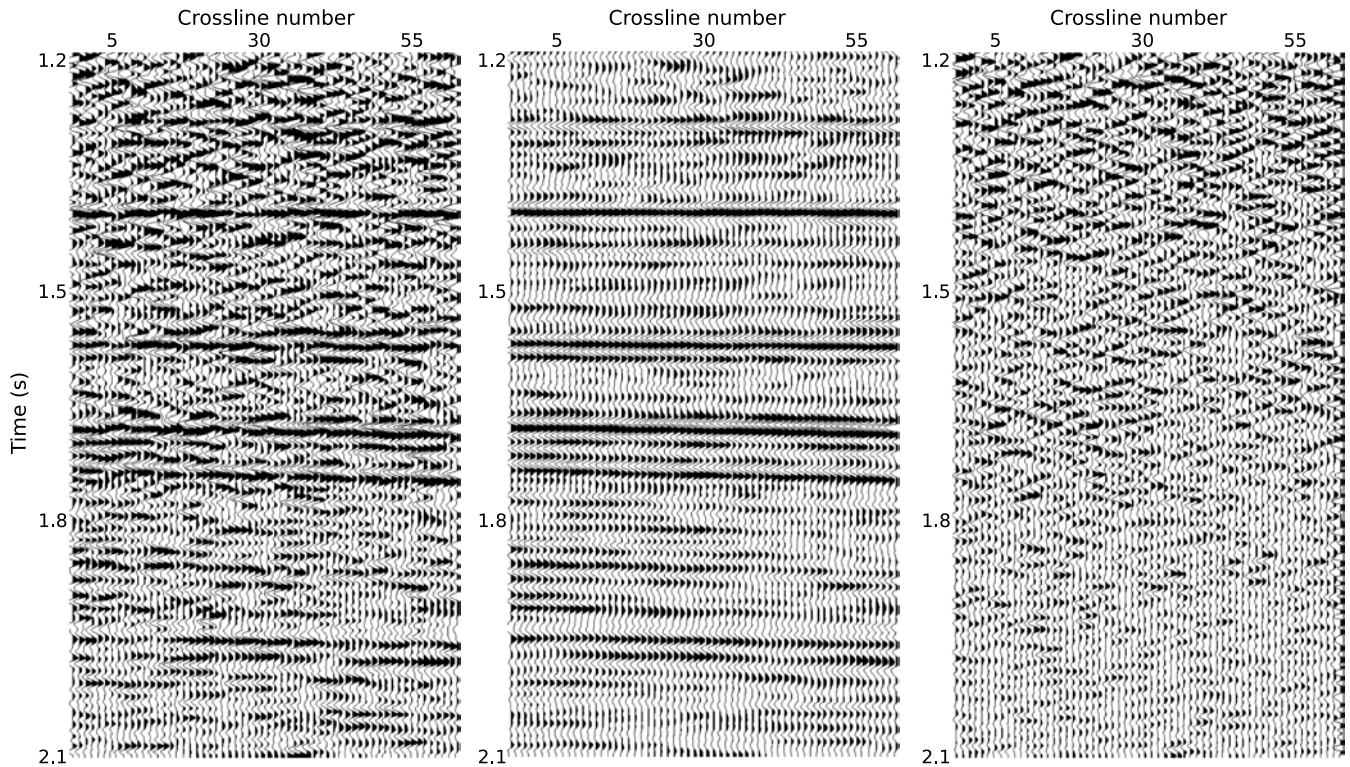 Crossline number Crossline number Crossline number
5 30 55 5 30 55 5 30 55
1.2 1.2 1.2
1.5 1.5 1.5
Time (s)
1.8 1.8 1.8
2.1 2.1 2.1